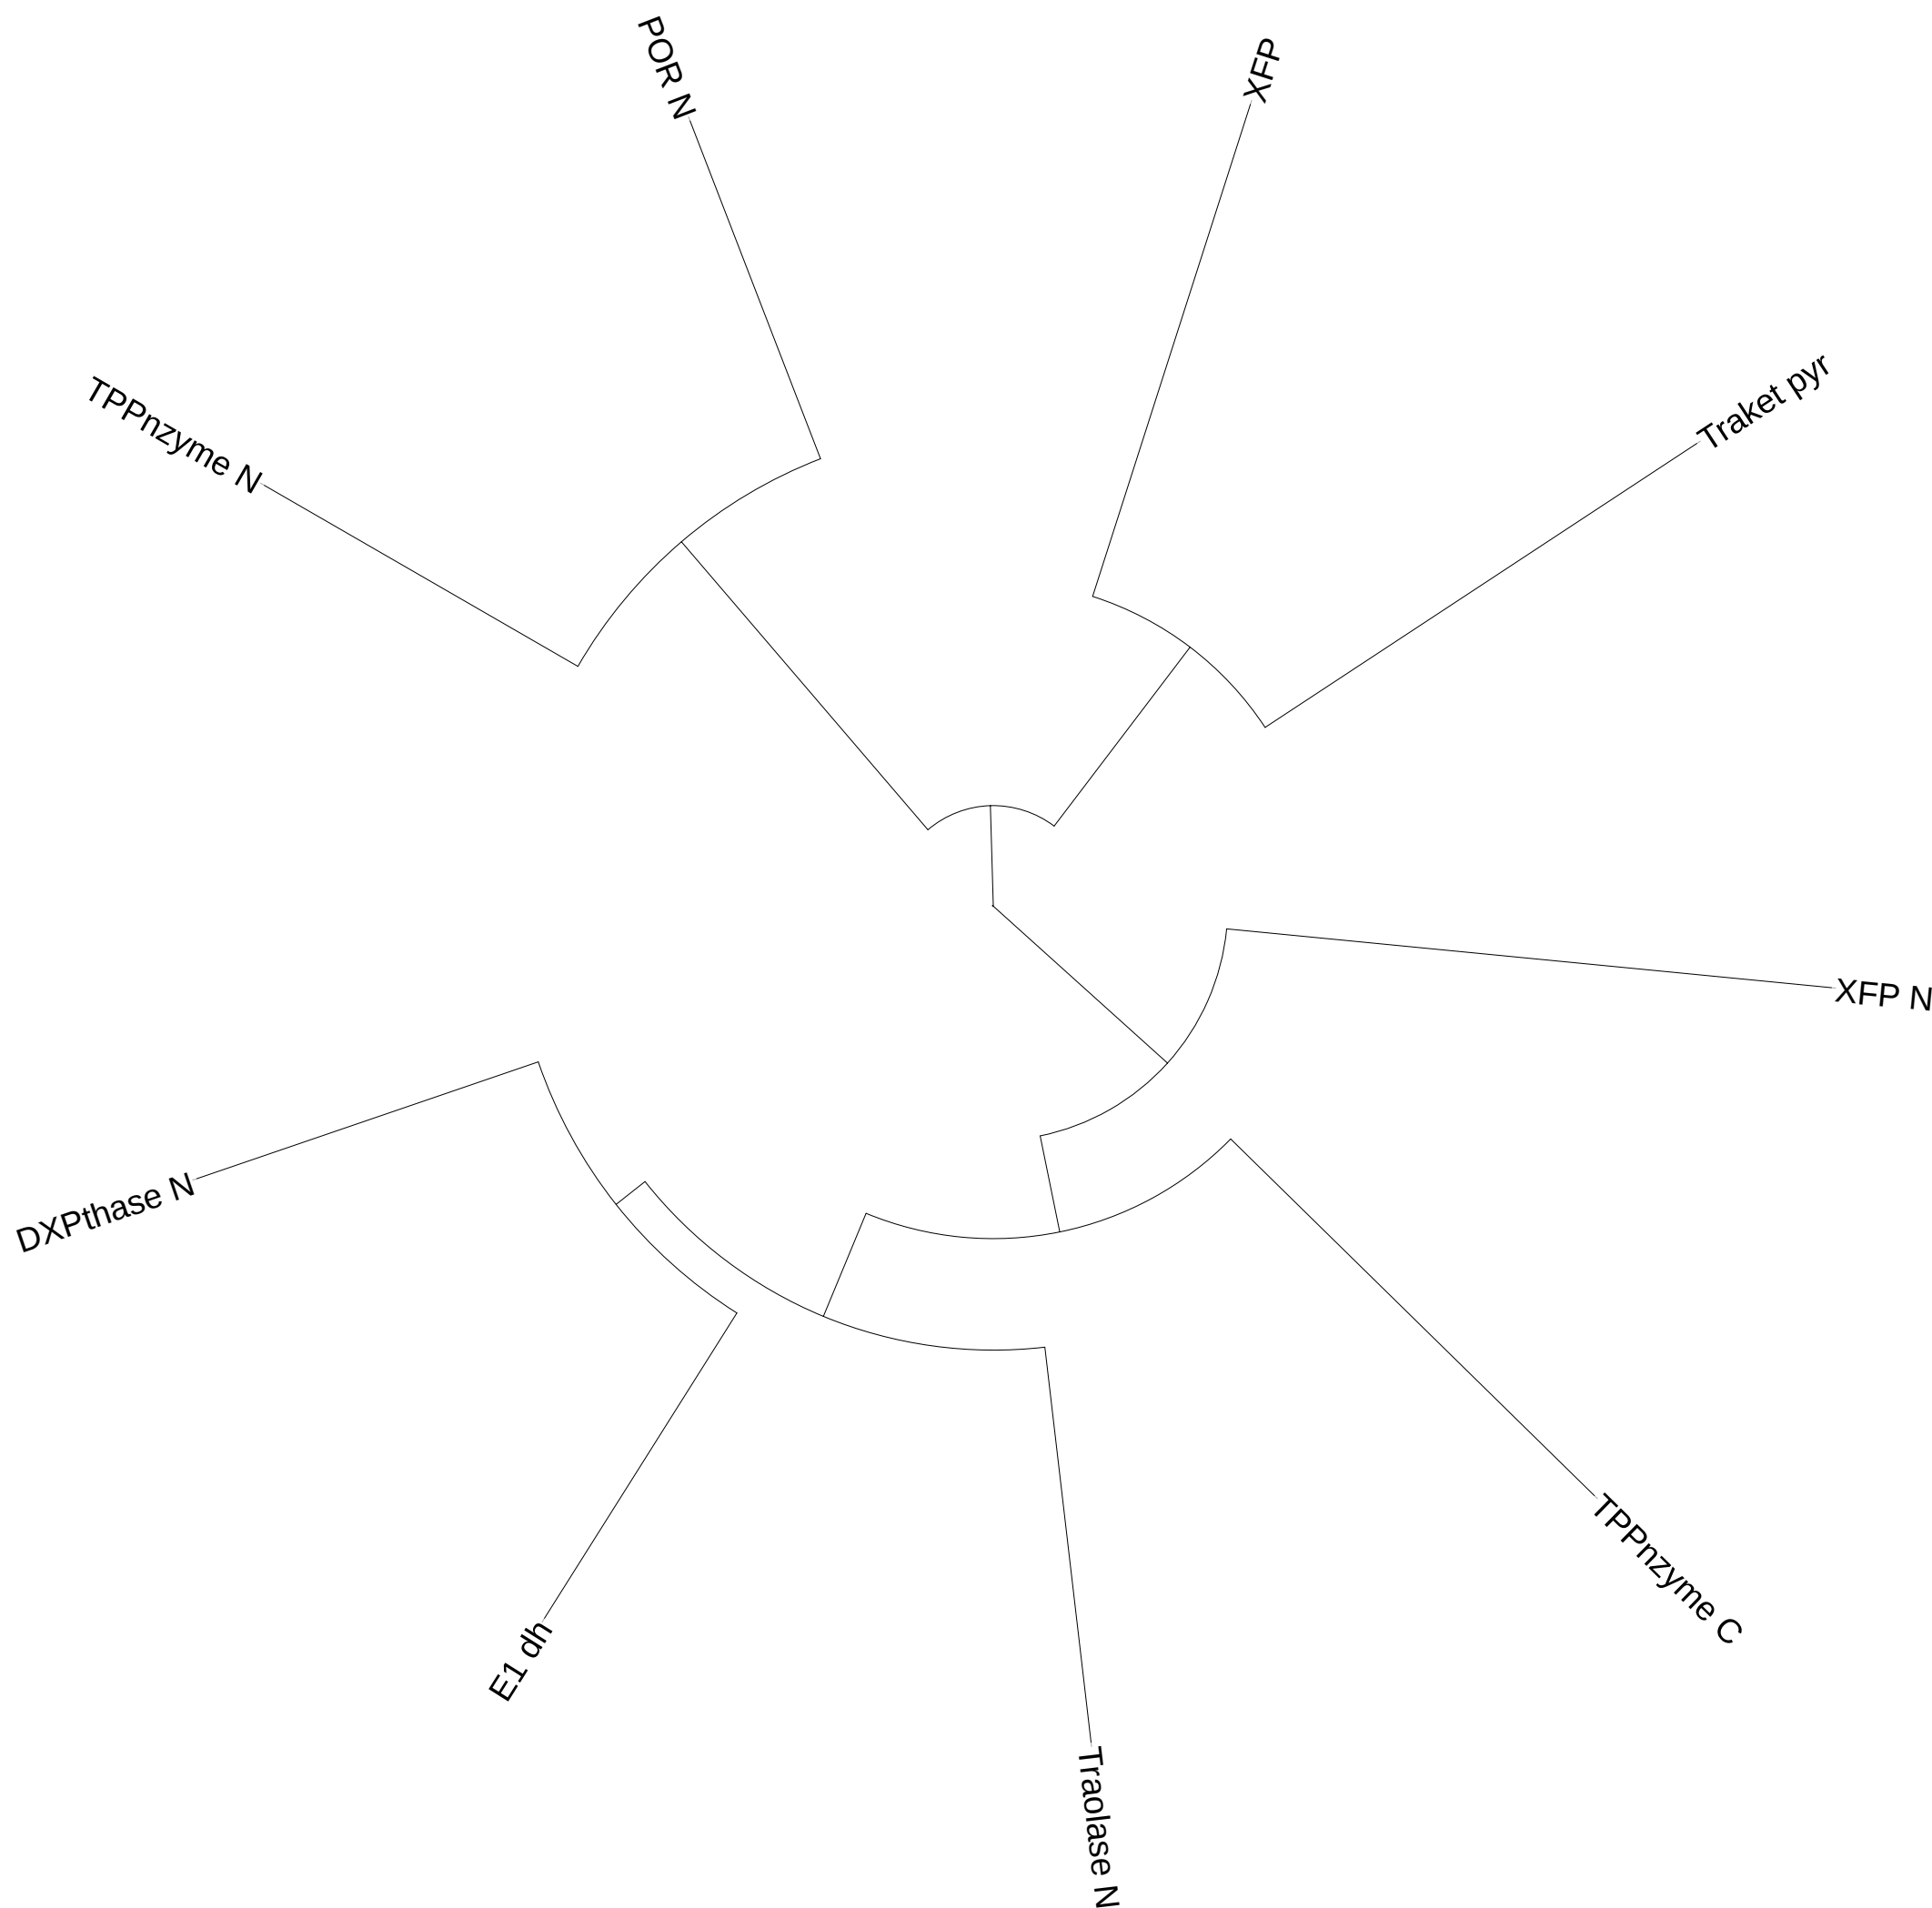 POR N
XFP
Traket pyr
TPPnzyme N
XFP N
DXPthase N
TPPnzyme C
E1 dh
Traolase N